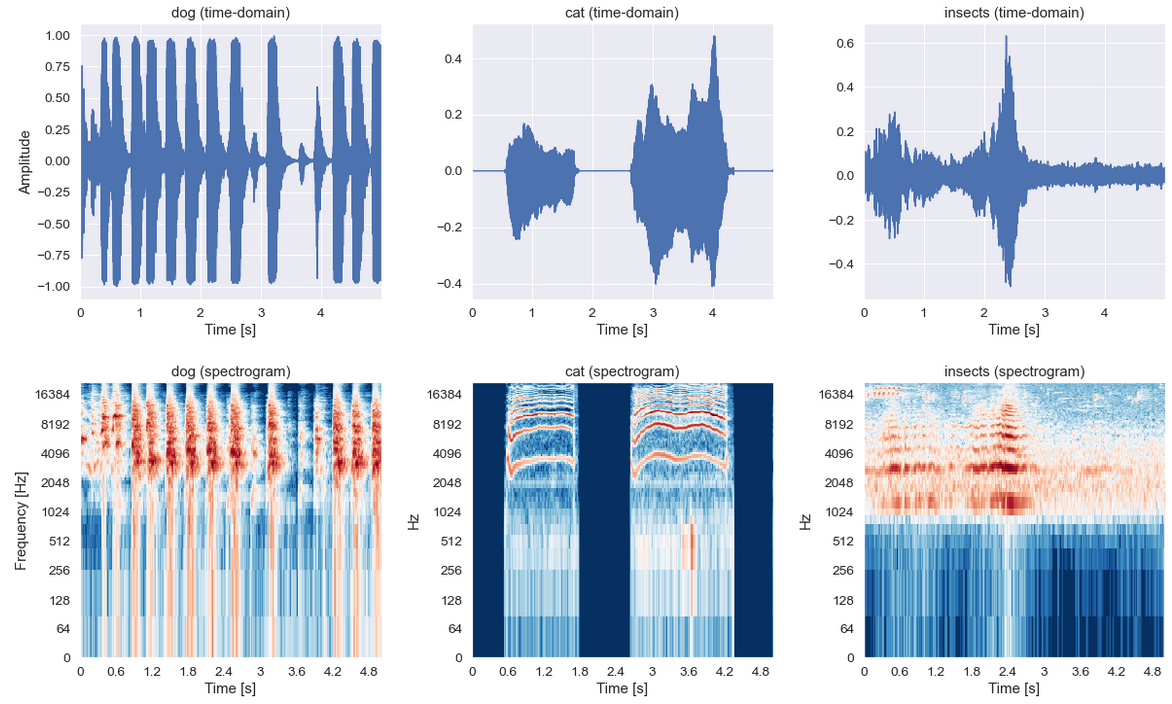 dog (time-domain)
cat (time-domain)
insects (time-domain)
Amplitude
1.00
0.75
0.50
0.25
0.00
−0.25
−0.50
−0.75
−1.00
0 1 2 3 4
Time [s]
0.4
0.2
0.0
−0.2
−0.4
0 1 2 3 4
Time [s]
0.6
0.4
0.2
0.0
−0.2
−0.4
0 1 2 3 4
Time [s]
dog (spectrogram)
cat (spectrogram)
insects (spectrogram)
Frequency [Hz]
16384
8192
4096
2048
1024
512
256
128
64
0
0 0.6 1.2 1.8 2.4 3 3.6 4.2 4.8
Time [s]
Hz
16384
8192
4096
2048
1024
512
256
128
64
0
0 0.6 1.2 1.8 2.4 3 3.6 4.2 4.8
Time [s]
Hz
16384
8192
4096
2048
1024
512
256
128
64
0
0 0.6 1.2 1.8 2.4 3 3.6 4.2 4.8
Time [s]